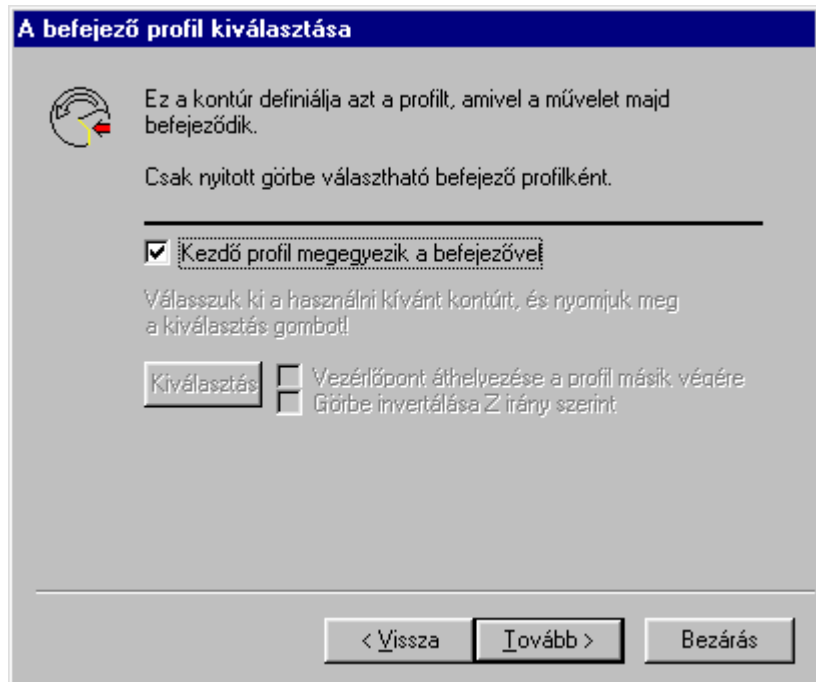 A befejező profil kiválasztása
Ez a kontúr definiálja azt a profilt, amivel a művelet majd
befejeződik.
Csak nyitott görbe választható befejező profilként.
Kezdő profil megegyezik a befejezővel
Válasszuk ki a használni kívánt kontúrt, és nyomjuk meg
a kiválasztás gombot!
Kiválasztás
Vezérlőpont áthelyezése a profil másik végére
Görbe invertálása Z irány szerint
< Vissza
Tovább >
Bezárás